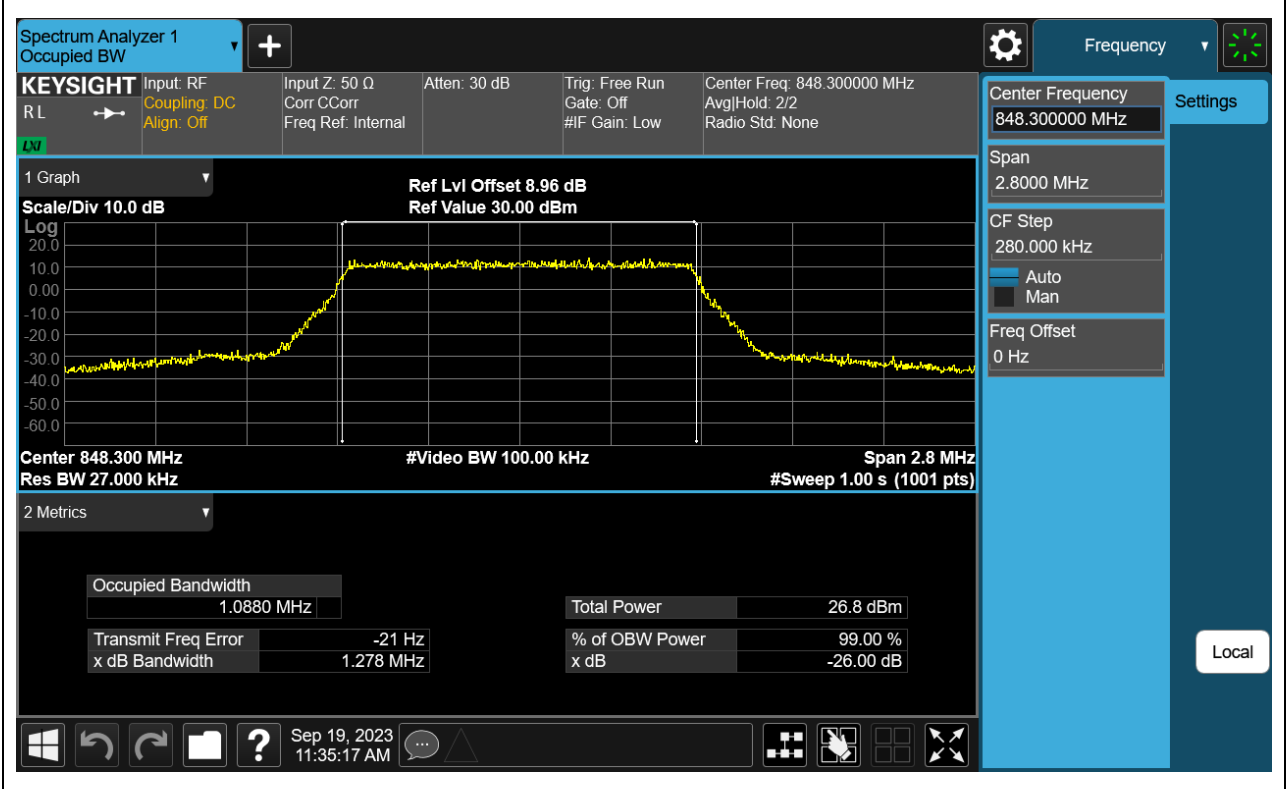 Spectrum Analyzer 1
Occupied BW
Frequency
KEYSIGHT
R L
LXI
Input: RF
Coupling: DC
Align: Off
Input Z: 50 Ω
Corr CCorr
Freq Ref: Internal
Atten: 30 dB
Trig: Free Run
Gate: Off
#IF Gain: Low
Center Freq: 848.300000 MHz
Avg|Hold: 2/2
Radio Std: None
Center Frequency
848.300000 MHz
Settings
Span
2.8000 MHz
CF Step
280.000 kHz
Auto
Man
Freq Offset
0 Hz
Local
1 Graph
Ref Lvl Offset 8.96 dB
Scale/Div 10.0 dB
Ref Value 30.00 dBm
Log
20.0
10.0
0.00
-10.0
-20.0
-30.0
-40.0
-50.0
-60.0
Center 848.300 MHz
#Video BW 100.00 kHz
Span 2.8 MHz
Res BW 27.000 kHz
#Sweep 1.00 s (1001 pts)
2 Metrics
Occupied Bandwidth
1.0880 MHz
Total Power 26.8 dBm
Transmit Freq Error -21 Hz
% of OBW Power 99.00 %
x dB Bandwidth 1.278 MHz
x dB -26.00 dB
?
Sep 19, 2023
11:35:17 AM